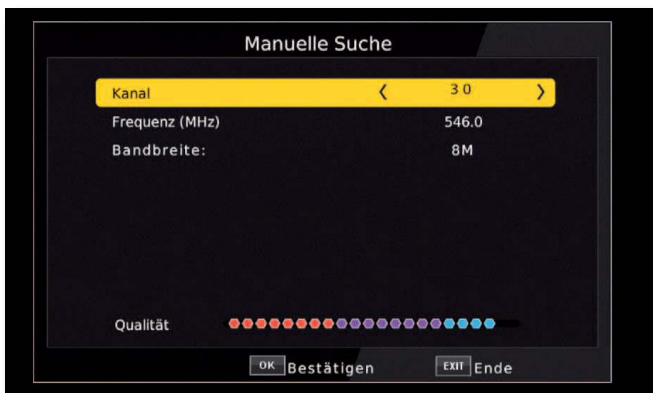 Manuelle Suche
Kanal < 30 >
Frequenz (MHz) 546.0
Bandbreite: 8M
Qualität
OK Bestätigen EXIT Ende